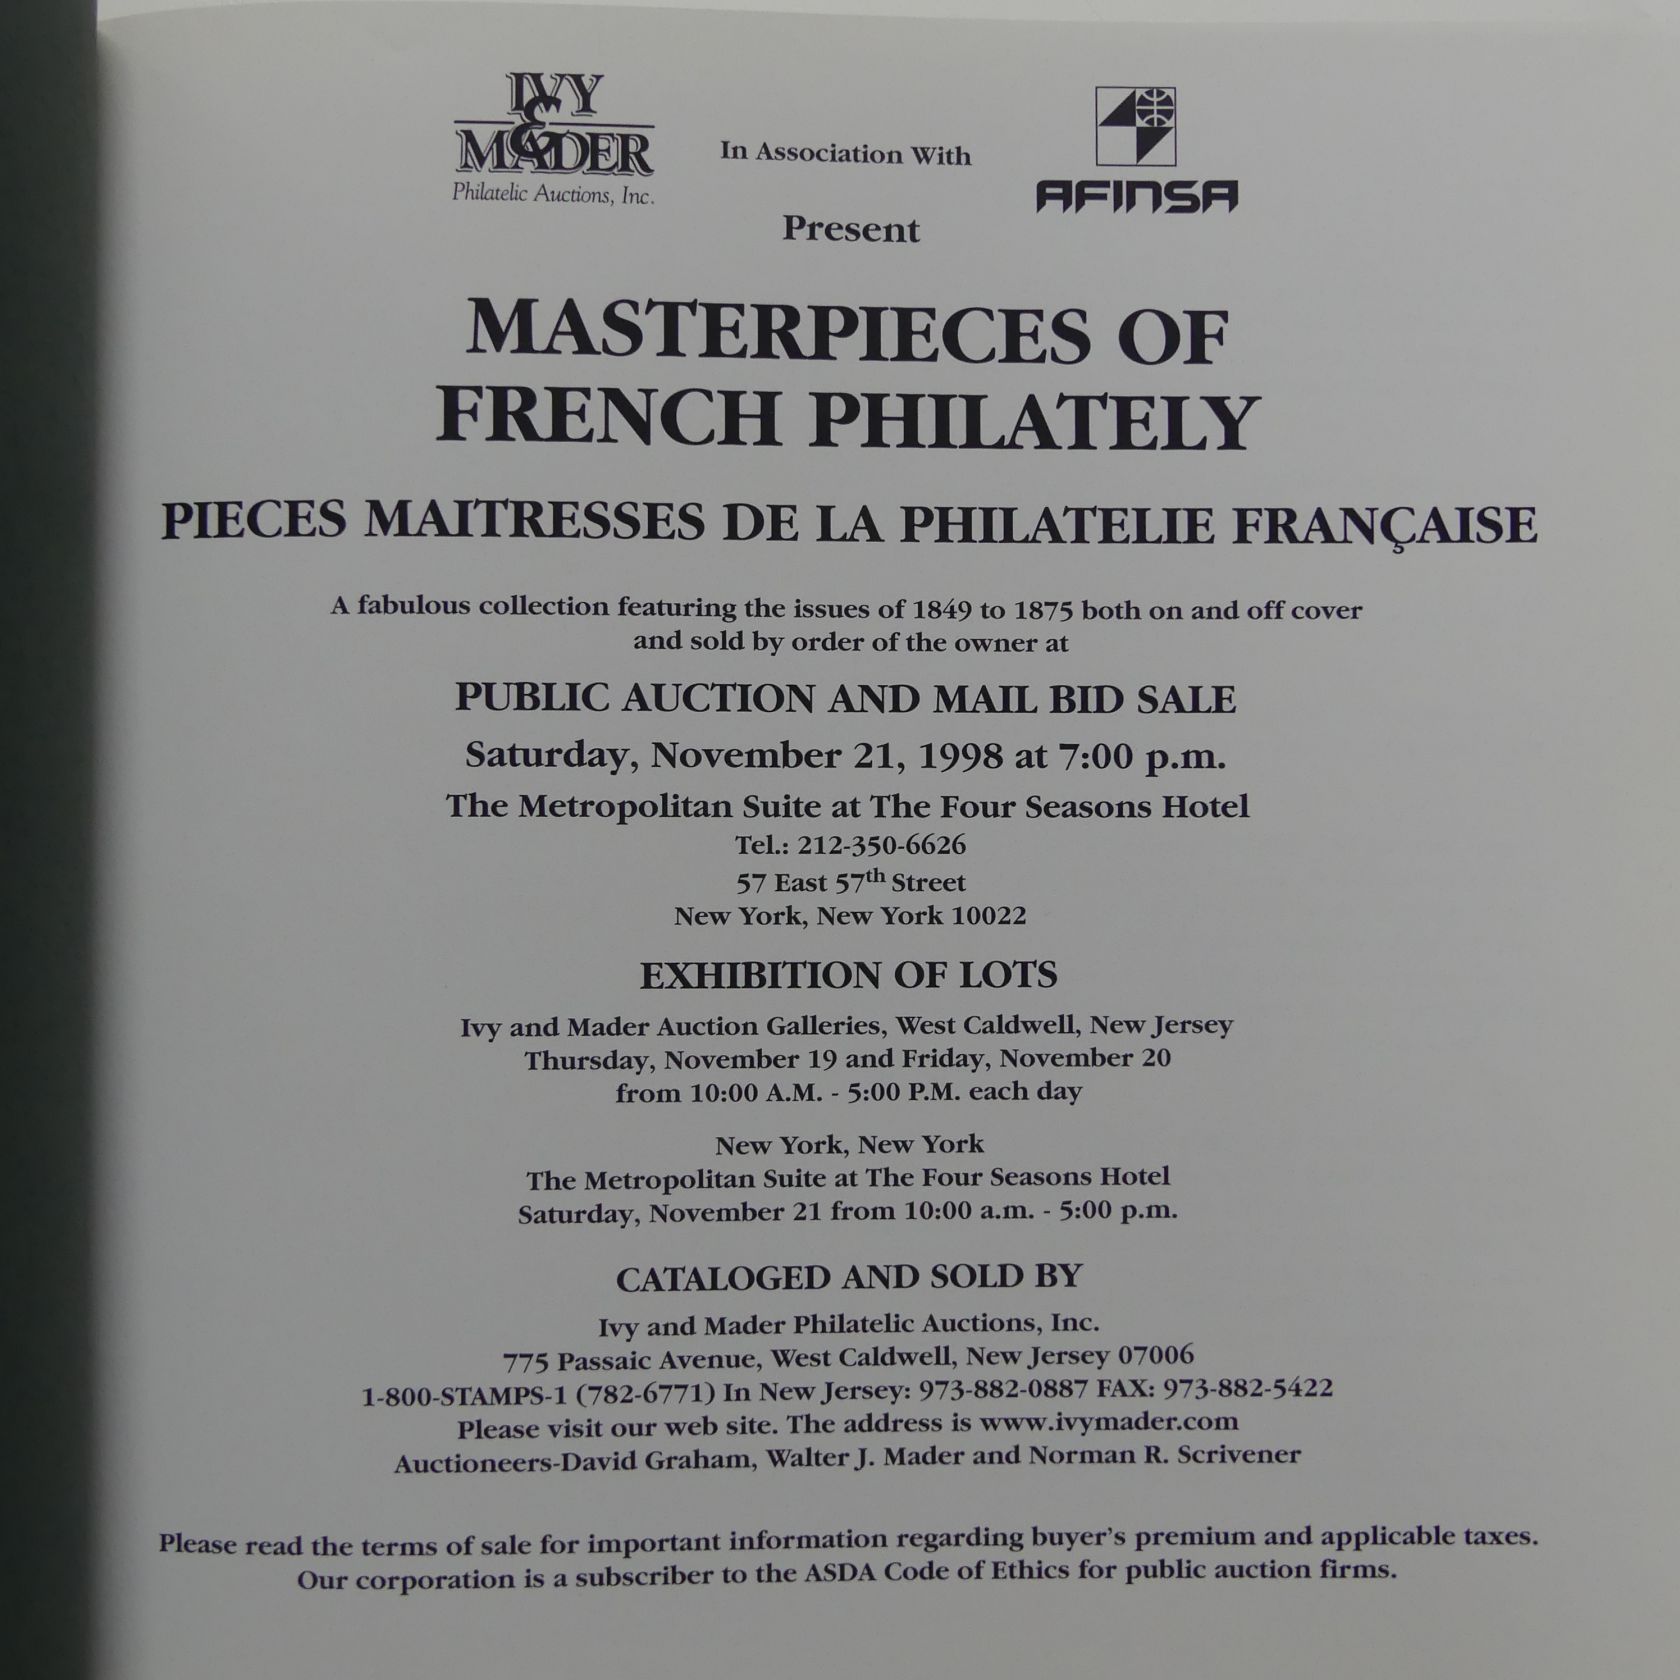 IVY
&
MADER
Philatelic Auctions, Inc.
In Association With
AFINSA
Present
MASTERPIECES OF
FRENCH PHILATELY
PIECES MAITRESSES DE LA PHILATELIE FRANÇAISE
A fabulous collection featuring the issues of 1849 to 1875 both on and off cover
and sold by order of the owner at
PUBLIC AUCTION AND MAIL BID SALE
Saturday, November 21, 1998 at 7:00 p.m.
The Metropolitan Suite at The Four Seasons Hotel
Tel.: 212-350-6626
57 East 57th Street
New York, New York 10022
EXHIBITION OF LOTS
Ivy and Mader Auction Galleries, West Caldwell, New Jersey
Thursday, November 19 and Friday, November 20
from 10:00 A.M. - 5:00 P.M. each day
New York, New York
The Metropolitan Suite at The Four Seasons Hotel
Saturday, November 21 from 10:00 a.m. - 5:00 p.m.
CATALOGED AND SOLD BY
Ivy and Mader Philatelic Auctions, Inc.
775 Passaic Avenue, West Caldwell, New Jersey 07006
1-800-STAMPS-1 (782-6771) In New Jersey: 973-882-0887 FAX: 973-882-5422
Please visit our web site. The address is www.ivymader.com
Auctioneers-David Graham, Walter J. Mader and Norman R. Scrivener
Please read the terms of sale for important information regarding buyer's premium and applicable taxes.
Our corporation is a subscriber to the ASDA Code of Ethics for public auction firms.